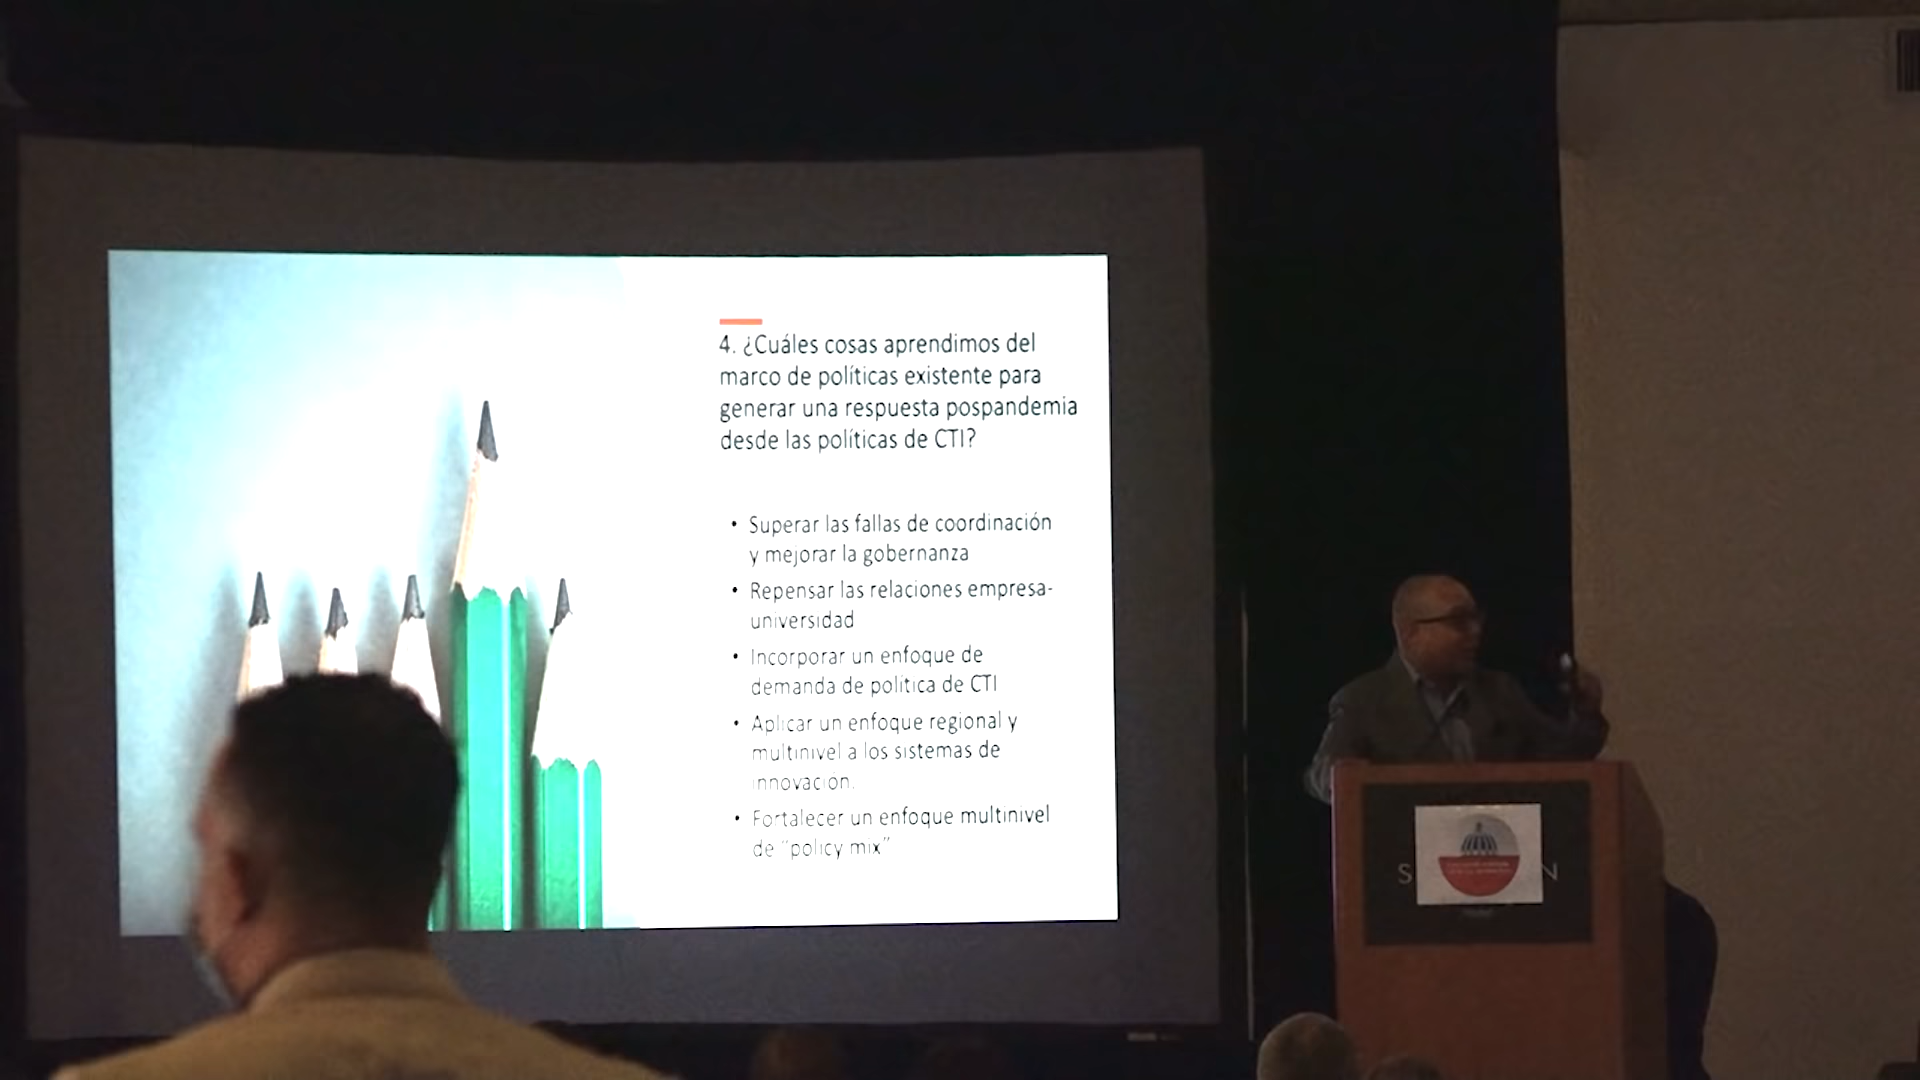 4. ¿Cuáles cosas aprendimos del
marco de políticas existente para
generar una respuesta pospandemia
desde las políticas de CTI?
• Superar las fallas de coordinación
y mejorar la gobernanza
• Repensar las relaciones empresa-
universidad
• Incorporar un enfoque de
demanda de política de CTI
• Aplicar un enfoque regional y
multinivel a los sistemas de
innovación.
• Fortalecer un enfoque multinivel
de “policy mix”